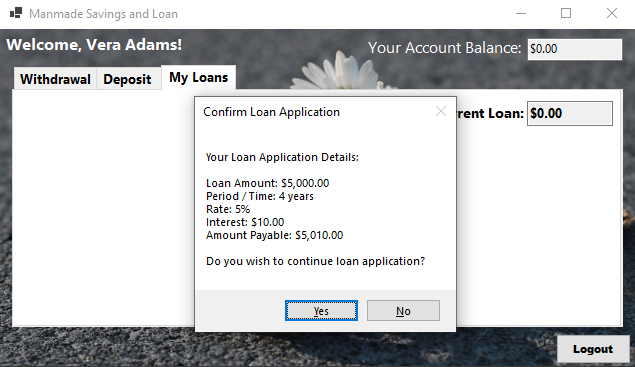 Manmade Savings and Loan
Welcome, Vera Adams!
Your Account Balance: $0.00
Withdrawal Deposit My Loans
rent Loan: $0.00
Confirm Loan Application
Your Loan Application Details:
Loan Amount: $5,000.00
Period / Time: 4 years
Rate: 5%
Interest: $10.00
Amount Payable: $5,010.00
Do you wish to continue loan application?
Yes No
Logout